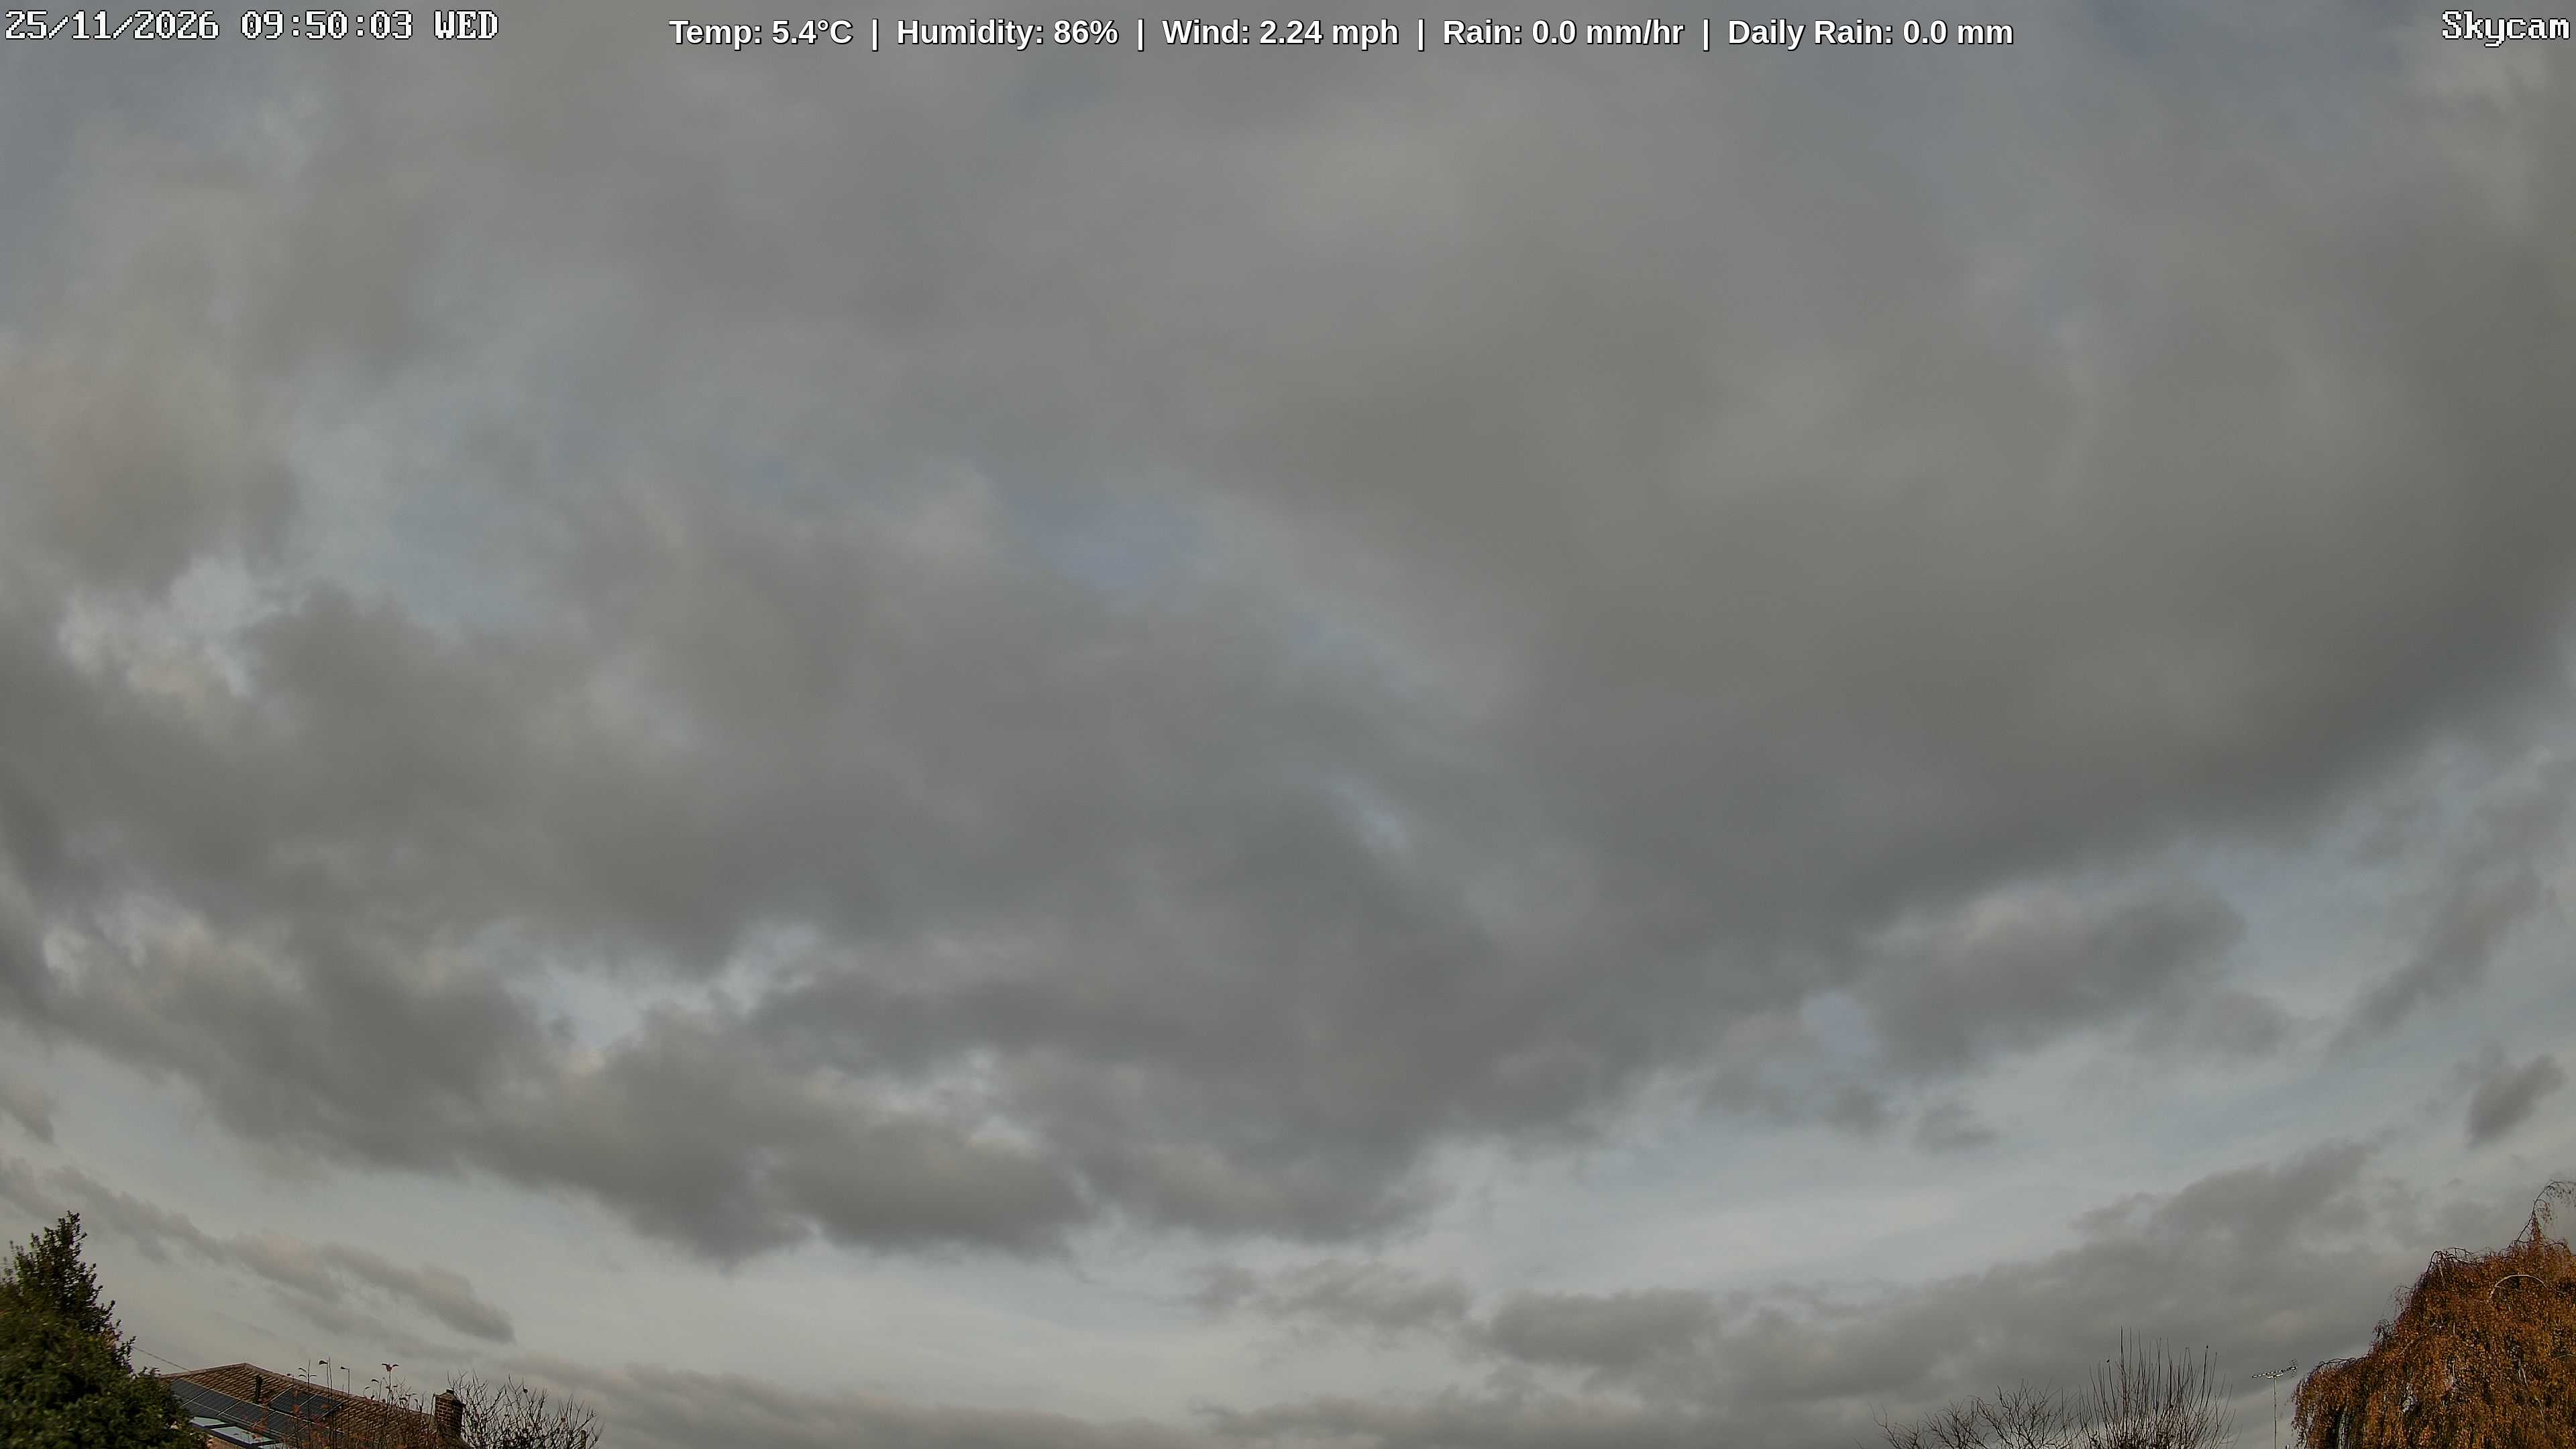 25/11/2026 09:50:03 WED
Temp: 5.4°C | Humidity: 86% | Wind: 2.24 mph | Rain: 0.0 mm/hr | Daily Rain: 0.0 mm
Skycam